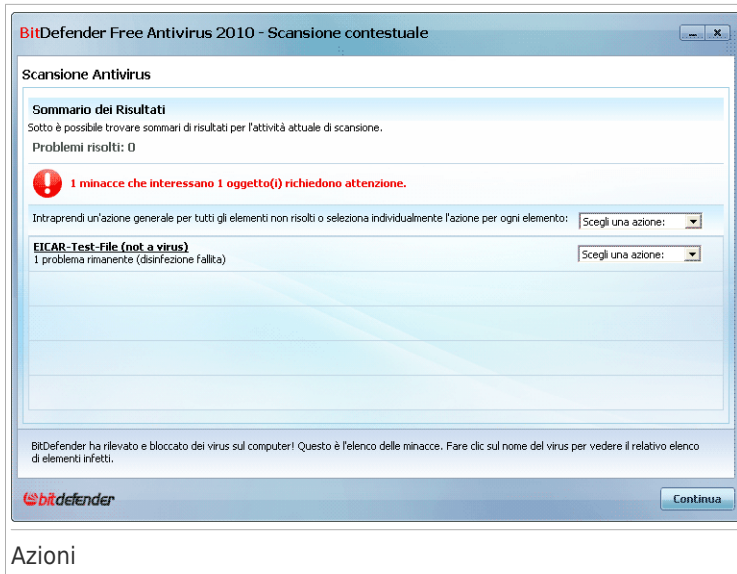 BitDefender Free Antivirus 2010 - Scansione contestuale
Scansione Antivirus
Sommario dei Risultati
Sotto è possibile trovare sommari di risultati per l'attività attuale di scansione.
Problemi risolti: 0
1 minacce che interessano 1 oggetto(i) richiedono attenzione.
Intraprendi un'azione generale per tutti gli elementi non risolti o seleziona individualmente l'azione per ogni elemento: Scegli una azione:
EICAR-Test-File (not a virus)
1 problema rimanente (disinfezione fallita) Scegli una azione:
BitDefender ha rilevato e bloccato dei virus sul computer! Questo è l'elenco delle minacce. Fare clic sul nome del virus per vedere il relativo elenco
di elementi infetti.
bitdefender Continua
Azioni